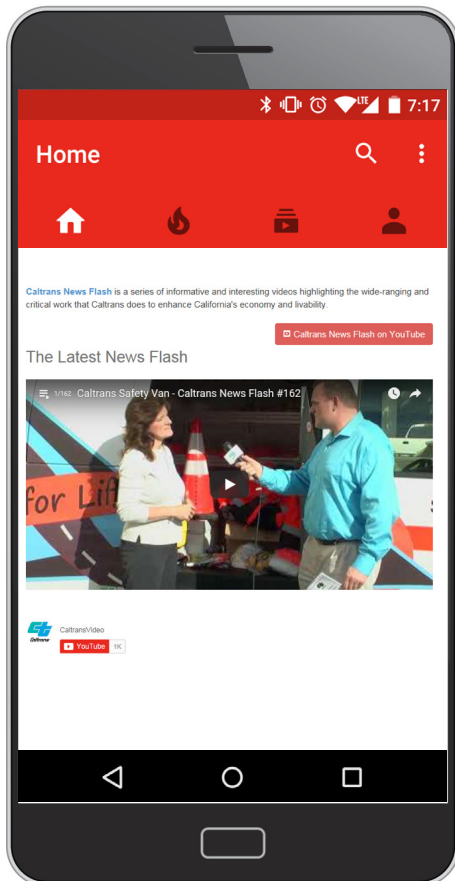 LTE 7:17
Home
Caltrans News Flash is a series of informative and interesting videos highlighting the wide-ranging and
critical work that Caltrans does to enhance California's economy and livability.
Caltrans News Flash on YouTube
The Latest News Flash
1/162 Caltrans Safety Van - Caltrans News Flash #162
for Lif
CaltransVideo
Caltrans
YouTube 1K